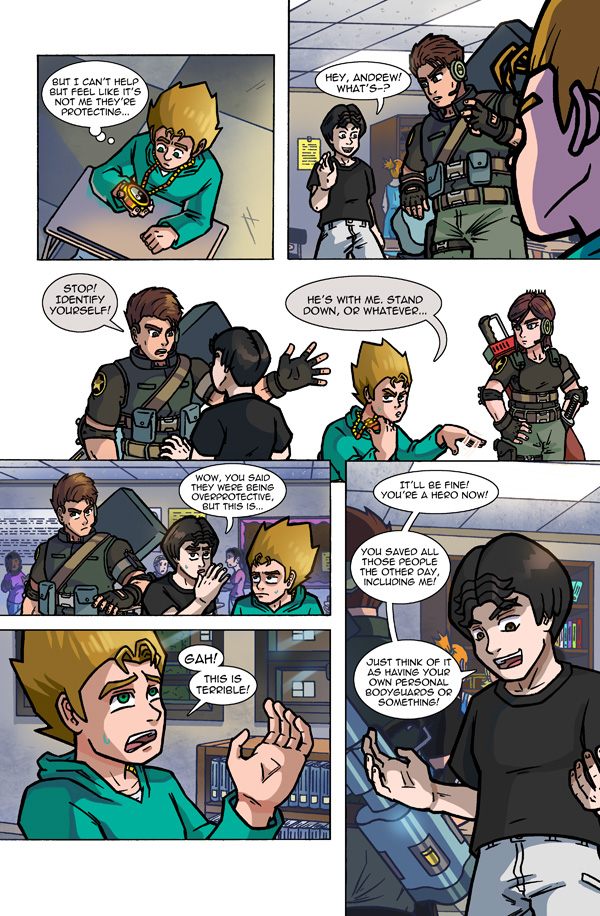 BUT I CAN'T HELP
BUT FEEL LIKE IT'S
NOT ME THEY'RE
PROTECTING...
HEY, ANDREW!
WHAT'S-?
STOP!
IDENTIFY
YOURSELF!
HE'S WITH ME. STAND
DOWN, OR WHATEVER...
WOW, YOU SAID
THEY WERE BEING
OVERPROTECTIVE,
BUT THIS IS...
GAH!
THIS IS
TERRIBLE!
IT'LL BE FINE!
YOU'RE A HERO NOW!
YOU SAVED ALL
THOSE PEOPLE
THE OTHER DAY,
INCLUDING ME!
JUST THINK OF IT
AS HAVING YOUR
OWN PERSONAL
BODYGUARDS OR
SOMETHING!